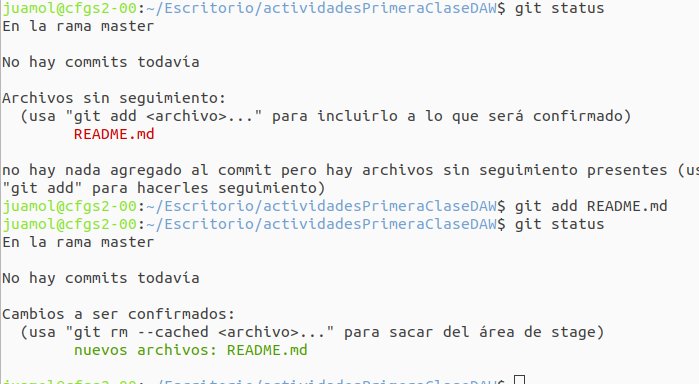 juamol@cfgs2-00:~/Escritorio/actividadesPrimeraClaseDAW$ git status
En la rama master
No hay commits todavía
Archivos sin seguimiento:
(usa "git add <archivo>..." para incluirlo a lo que será confirmado)
README.md
no hay nada agregado al commit pero hay archivos sin seguimiento presentes (us
"git add" para hacerles seguimiento)
juamol@cfgs2-00:~/Escritorio/actividadesPrimeraClaseDAW$ git add README.md
juamol@cfgs2-00:~/Escritorio/actividadesPrimeraClaseDAW$ git status
En la rama master
No hay commits todavía
Cambios a ser confirmados:
(usa "git rm --cached <archivo>..." para sacar del área de stage)
nuevos archivos: README.md
juamol@cfgs2-00:~/Escritorio/actividadesPrimeraClaseDAW$